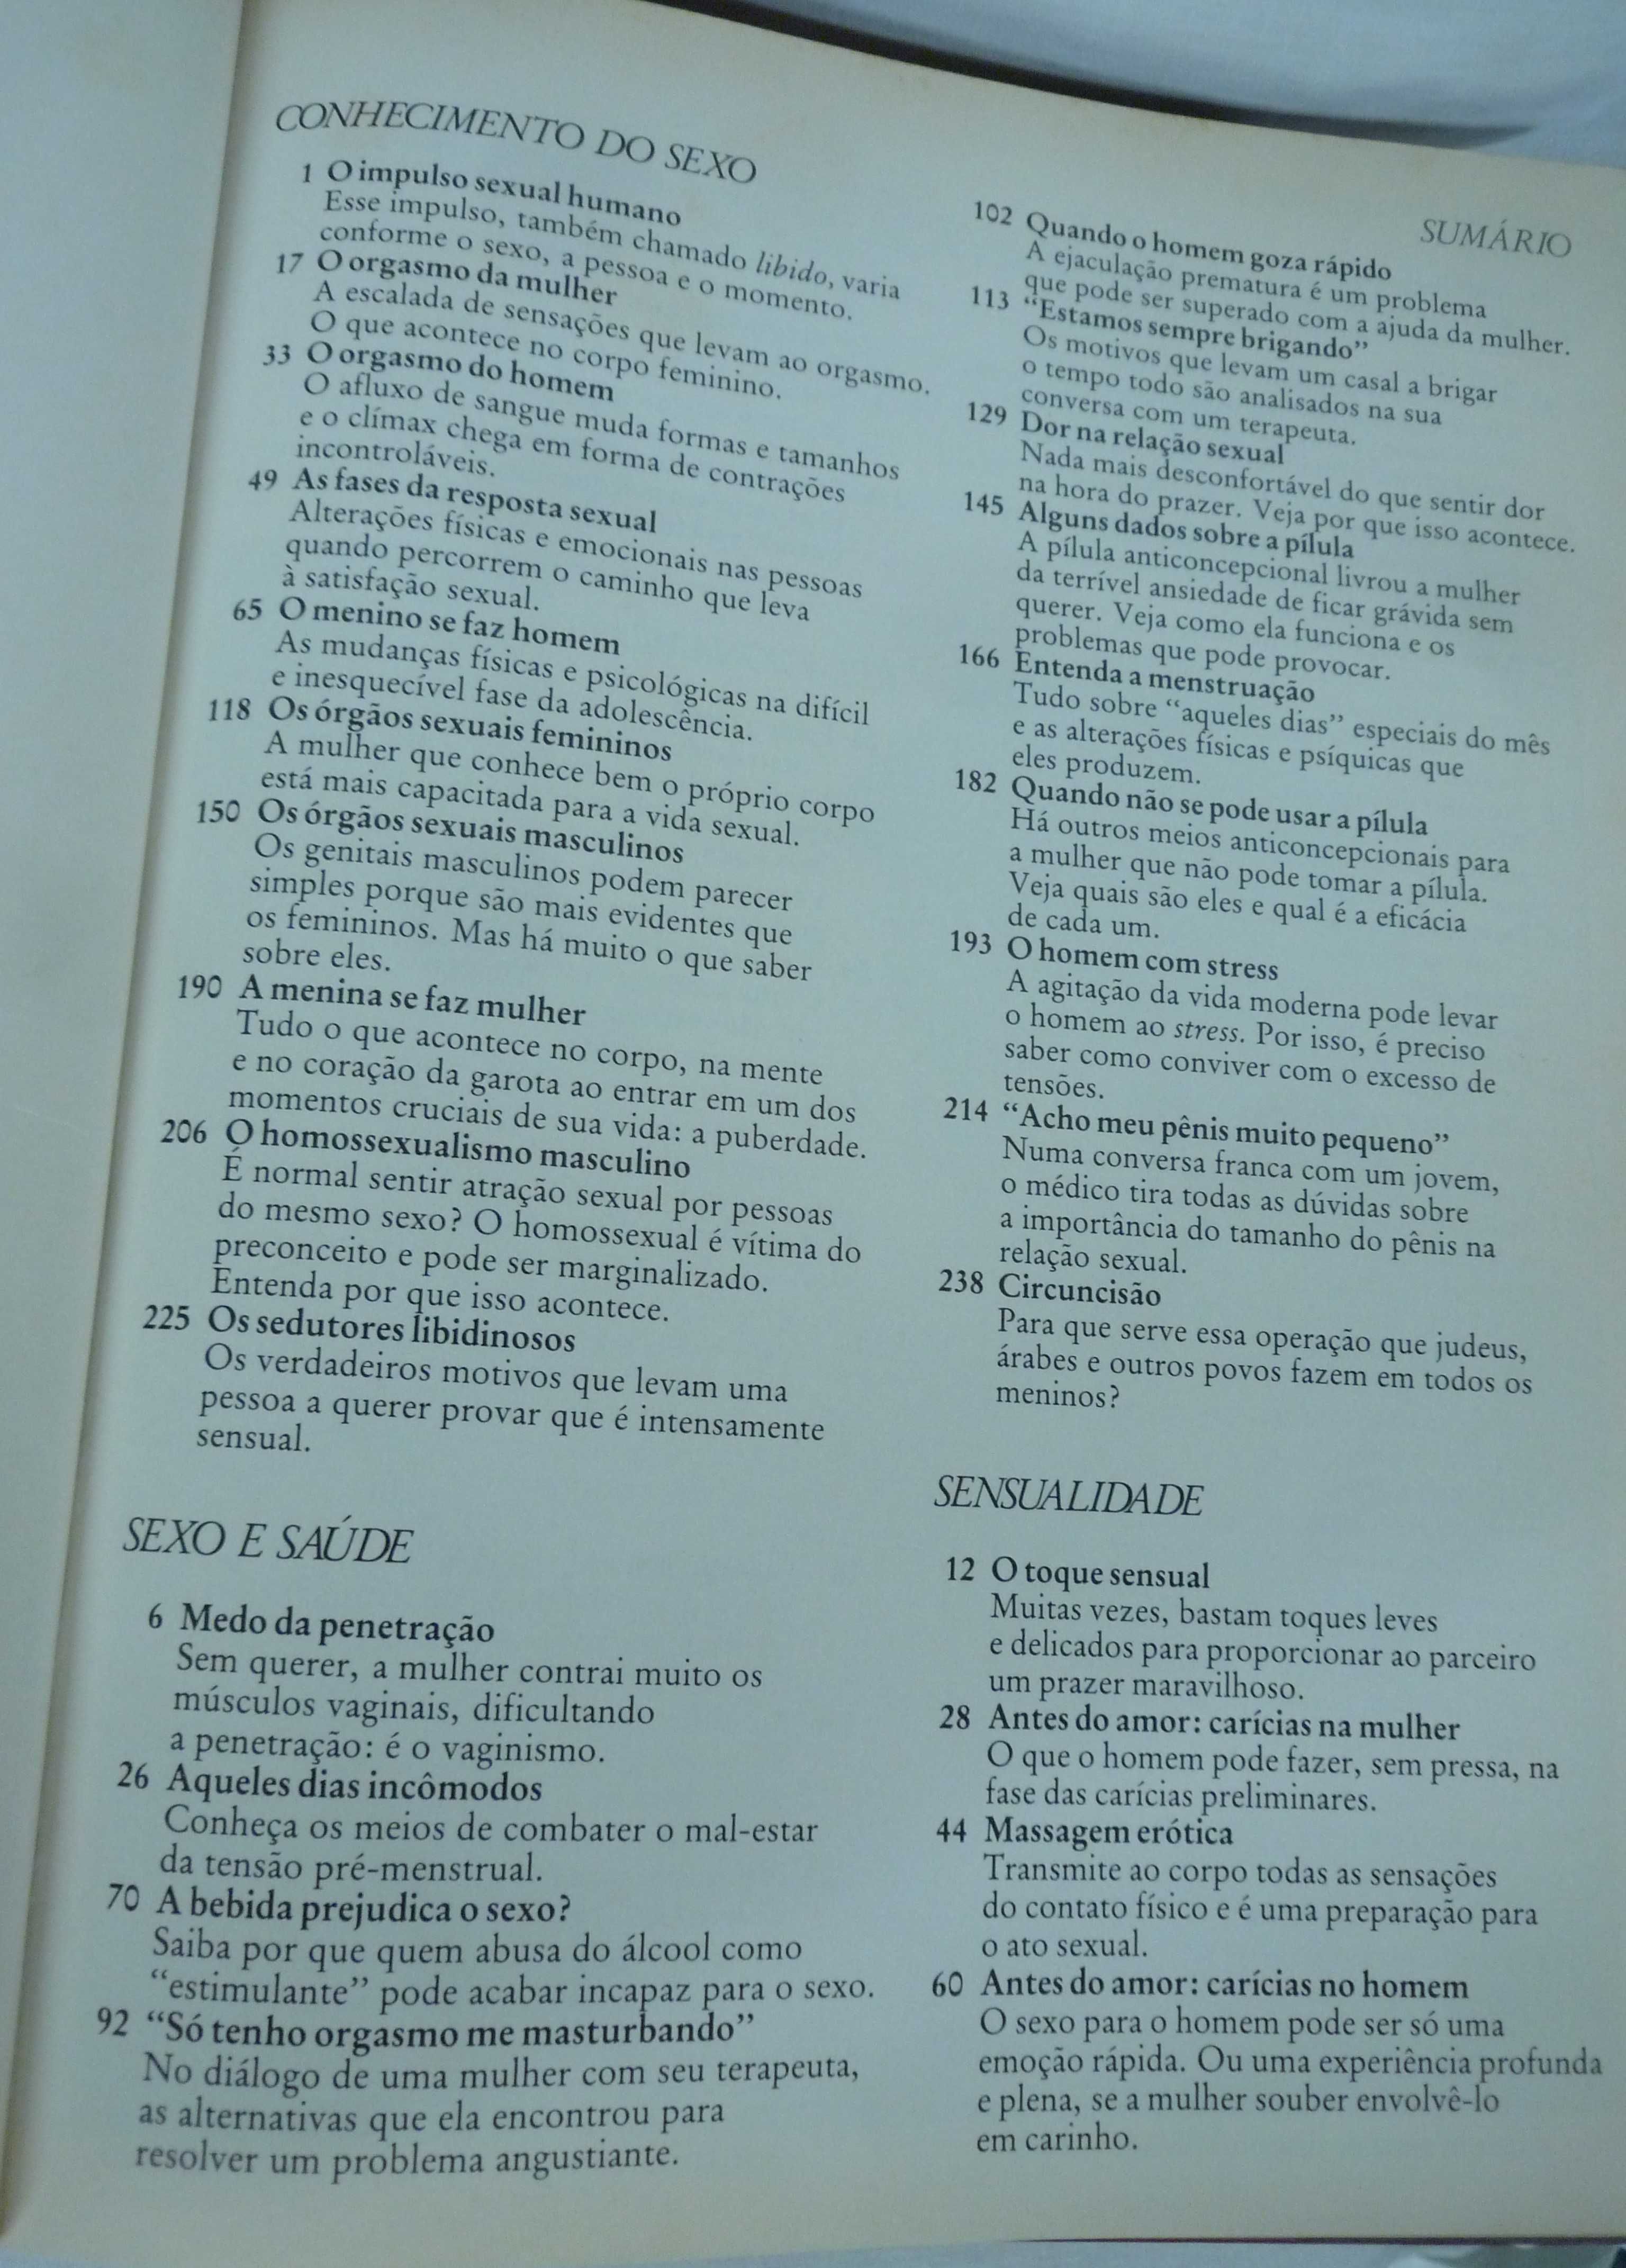 CONHECIMENTO DO SEXO
1 O impulso sexual humano
Esse impulso, também chamado libido, varia
conforme o sexo, a pessoa e o momento.
17 O orgasmo da mulher
A escalada de sensações que levam ao orgasmo.
O que acontece no corpo feminino.
33 O orgasmo do homem
O afluxo de sangue muda formas e tamanhos
e o clímax chega em forma de contrações
incontroláveis.
49 As fases da resposta sexual
Alterações físicas e emocionais nas pessoas
quando percorrem o caminho que leva
à satisfação sexual.
65 O menino se faz homem
As mudanças físicas e psicológicas na difícil
e inesquecível fase da adolescência.
118 Os órgãos sexuais femininos
A mulher que conhece bem o próprio corpo
está mais capacitada para a vida sexual.
150 Os órgãos sexuais masculinos
Os genitais masculinos podem parecer
simples porque são mais evidentes que
os femininos. Mas há muito o que saber
sobre eles.
190 A menina se faz mulher
Tudo o que acontece no corpo, na mente
e no coração da garota ao entrar em um dos
momentos cruciais de sua vida: a puberdade.
206 O homossexualismo masculino
É normal sentir atração sexual por pessoas
do mesmo sexo? O homossexual é vítima do
preconceito e pode ser marginalizado.
Entenda por que isso acontece.
225 Os sedutores libidinosos
Os verdadeiros motivos que levam uma
pessoa a querer provar que é intensamente
sensual.
SEXO E SAÚDE
6 Medo da penetração
Sem querer, a mulher contrai muito os
músculos vaginais, dificultando
a penetração: é o vaginismo.
26 Aqueles dias incômodos
Conheça os meios de combater o mal-estar
da tensão pré-menstrual.
70 A bebida prejudica o sexo?
Saiba por que quem abusa do álcool como
“estimulante” pode acabar incapaz para o sexo.
92 “Só tenho orgasmo me masturbando”
No diálogo de uma mulher com seu terapeuta,
as alternativas que ela encontrou para
resolver um problema angustiante.
SUMÁRIO
102 Quando o homem goza rápido
A ejaculação prematura é um problema
que pode ser superado com a ajuda da mulher.
113 “Estamos sempre brigando”
Os motivos que levam um casal a brigar
o tempo todo são analisados na sua
conversa com um terapeuta.
129 Dor na relação sexual
Nada mais desconfortável do que sentir dor
na hora do prazer. Veja por que isso acontece.
145 Alguns dados sobre a pílula
A pílula anticoncepcional livrou a mulher
da terrível ansiedade de ficar grávida sem
querer. Veja como ela funciona e os
problemas que pode provocar.
166 Entenda a menstruação
Tudo sobre “aqueles dias” especiais do mês
e as alterações físicas e psíquicas que
eles produzem.
182 Quando não se pode usar a pílula
Há outros meios anticoncepcionais para
a mulher que não pode tomar a pílula.
Veja quais são eles e qual é a eficácia
de cada um.
193 O homem com stress
A agitação da vida moderna pode levar
o homem ao stress. Por isso, é preciso
saber como conviver com o excesso de
tensões.
214 “Acho meu pênis muito pequeno”
Numa conversa franca com um jovem,
o médico tira todas as dúvidas sobre
a importância do tamanho do pênis na
relação sexual.
238 Circuncisão
Para que serve essa operação que judeus,
árabes e outros povos fazem em todos os
meninos?
SENSUALIDADE
12 O toque sensual
Muitas vezes, bastam toques leves
e delicados para proporcionar ao parceiro
um prazer maravilhoso.
28 Antes do amor: carícias na mulher
O que o homem pode fazer, sem pressa, na
fase das carícias preliminares.
44 Massagem erótica
Transmite ao corpo todas as sensações
do contato físico e é uma preparação para
o ato sexual.
60 Antes do amor: carícias no homem
O sexo para o homem pode ser só uma
emoção rápida. Ou uma experiência profunda
e plena, se a mulher souber envolvê-lo
em carinho.